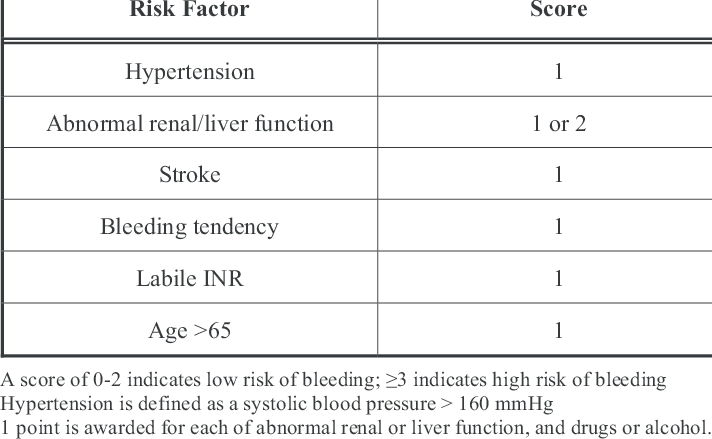 Risk Factor Score
Hypertension 1
Abnormal renal/liver function 1 or 2
Stroke 1
Bleeding tendency 1
Labile INR 1
Age >65 1
A score of 0-2 indicates low risk of bleeding; ≥3 indicates high risk of bleeding
Hypertension is defined as a systolic blood pressure > 160 mmHg
1 point is awarded for each of abnormal renal or liver function, and drugs or alcohol.